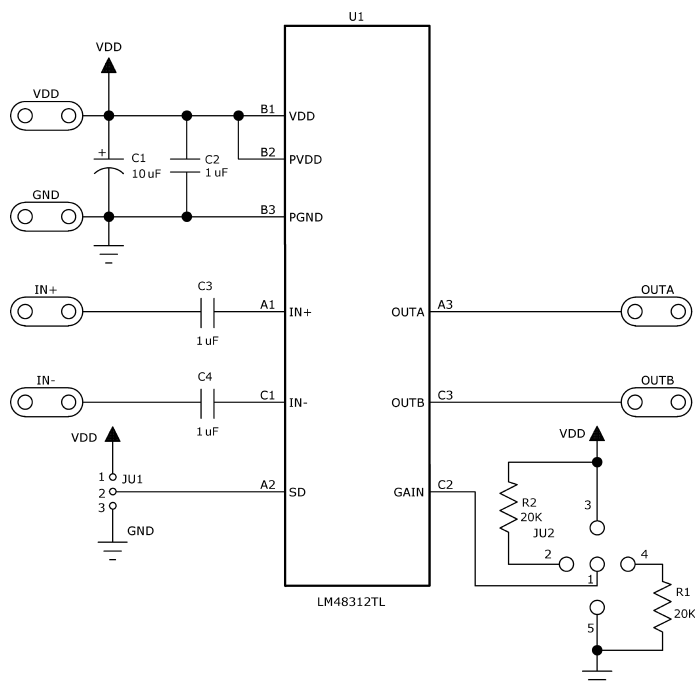 U1
VDD
VDD
B1
VDD
+
C1
10 uF
C2
1 uF
B2
PVDD
GND
B3
PGND
IN+
C3
1 uF
A1
IN+
OUTA
A3
OUTA
IN-
C4
1 uF
C1
IN-
OUTB
C3
OUTB
VDD
1
JU1
2
3
GND
A2
SD
GAIN
C2
VDD
R2
20K
3
JU2
2
1
4
R1
20K
5
LM48312TL